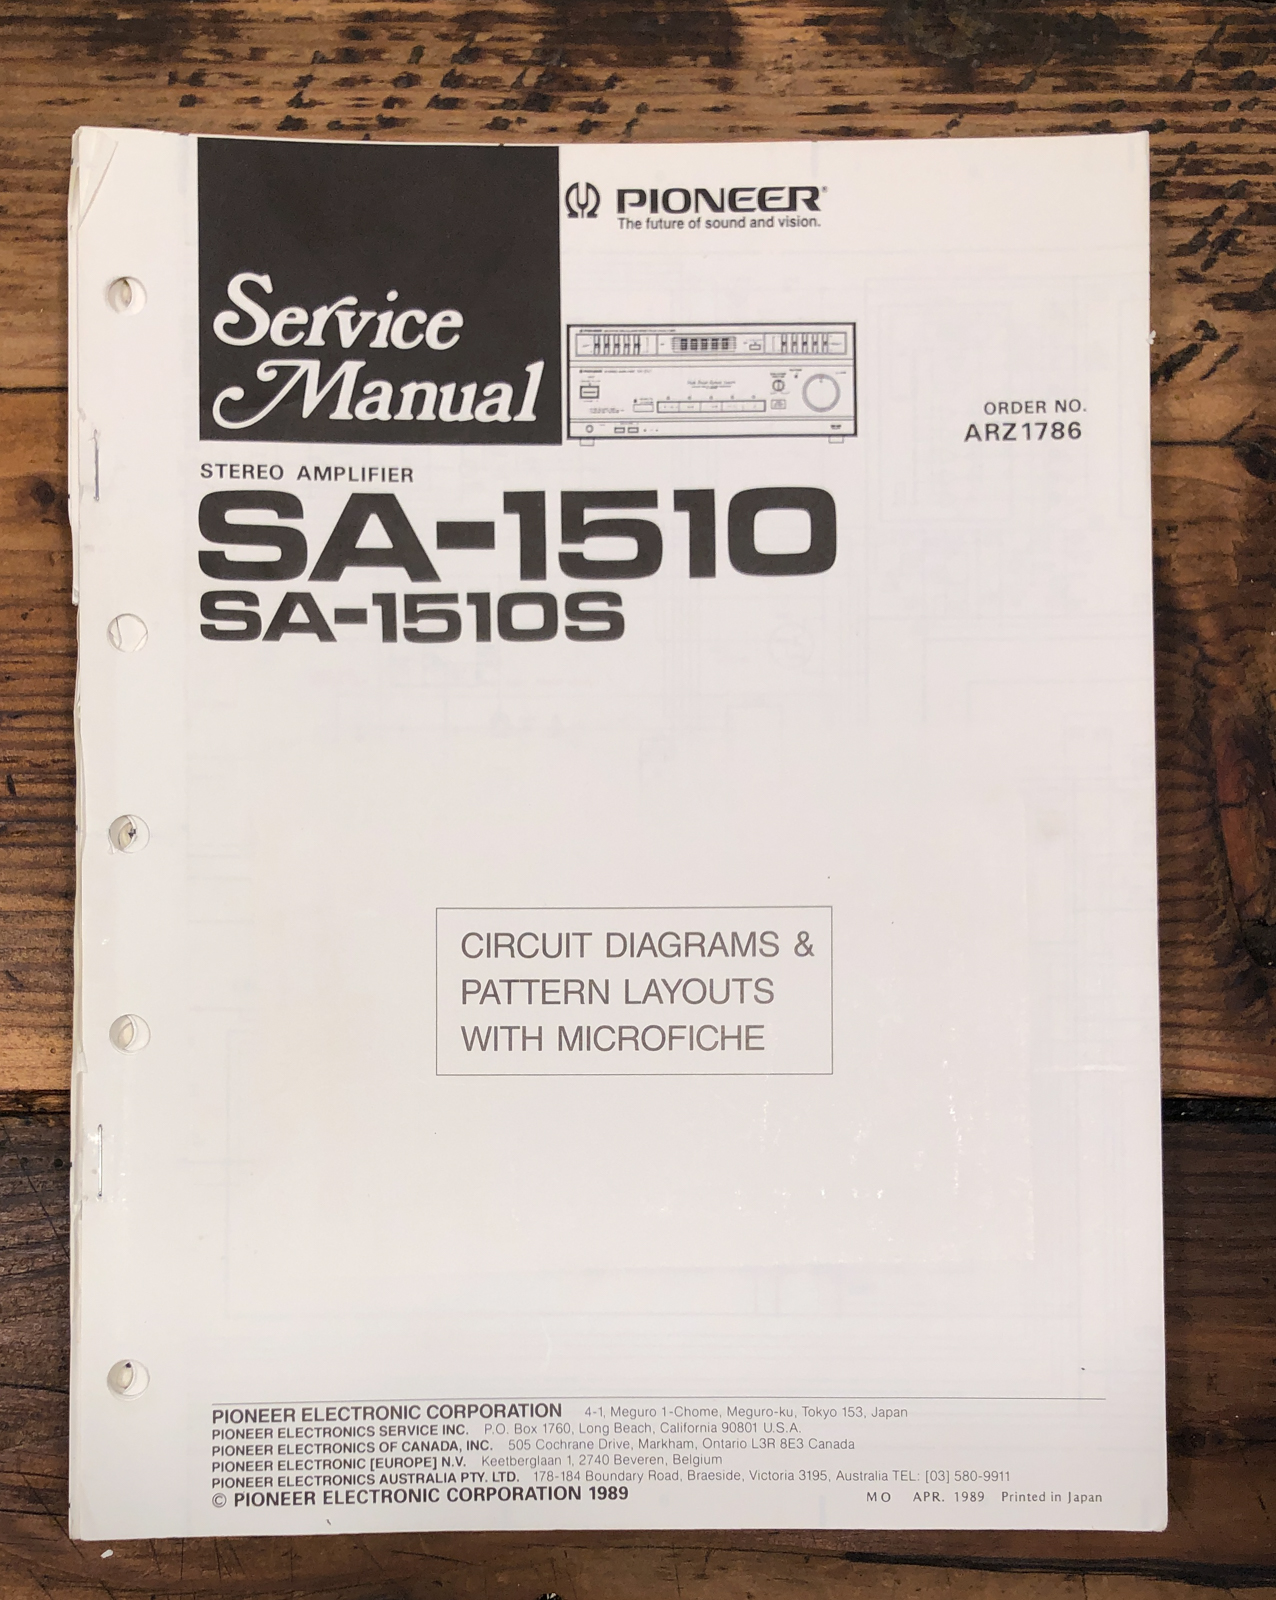 PIONEER®
The future of sound and vision.
Service
Manual
ORDER NO.
ARZ1786
STEREO AMPLIFIER
SA-1510
SA-1510S
CIRCUIT DIAGRAMS &
PATTERN LAYOUTS
WITH MICROFICHE
PIONEER ELECTRONIC CORPORATION 4-1, Meguro 1-Chome, Meguro-ku, Tokyo 153, Japan
PIONEER ELECTRONICS SERVICE INC. P.O. Box 1760, Long Beach, California 90801 U.S.A.
PIONEER ELECTRONICS OF CANADA, INC. 505 Cochrane Drive, Markham, Ontario L3R 8E3 Canada
PIONEER ELECTRONIC [EUROPE] N.V. Keetberglaan 1, 2740 Beveren, Belgium
PIONEER ELECTRONICS AUSTRALIA PTY. LTD. 178-184 Boundary Road, Braeside, Victoria 3195, Australia TEL: [03] 580-9911
© PIONEER ELECTRONIC CORPORATION 1989
MO APR. 1989 Printed in Japan